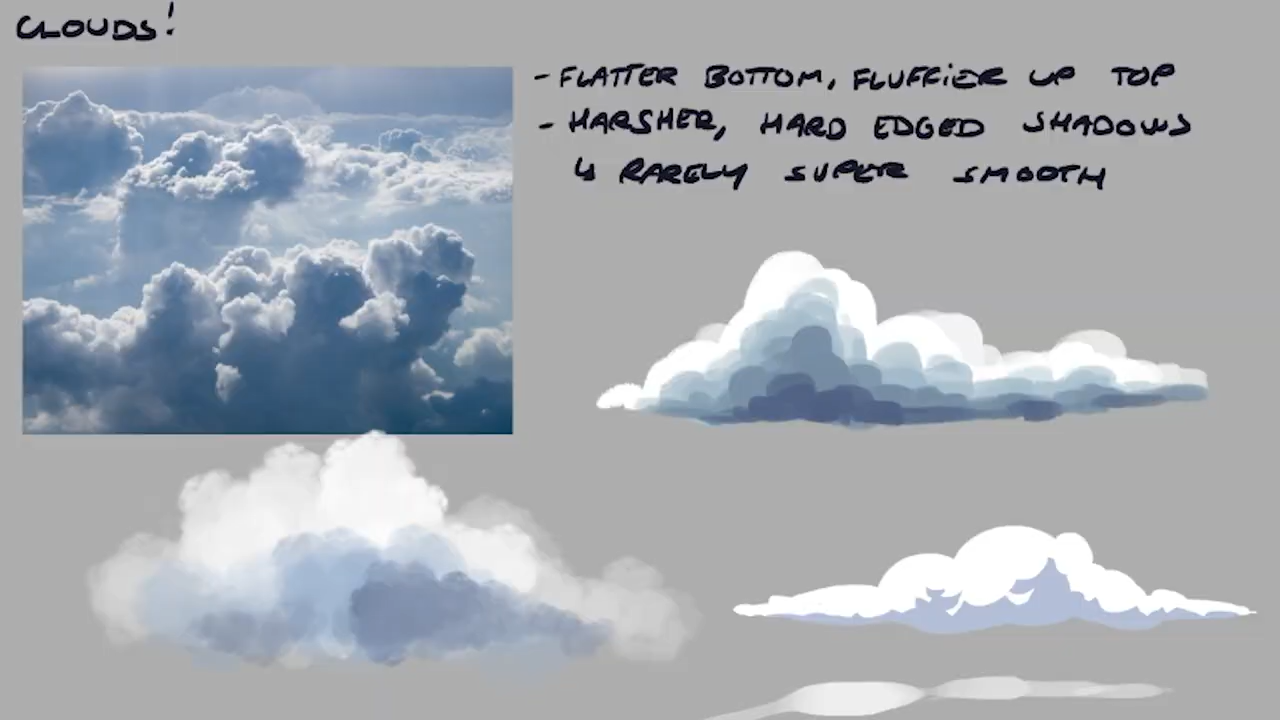 CLOUDS!
- FLATTER BOTTOM, FLUFFIER UP TOP
- HARSHER, HARD EDGED SHADOWS
↳ RARELY SUPER SMOOTH